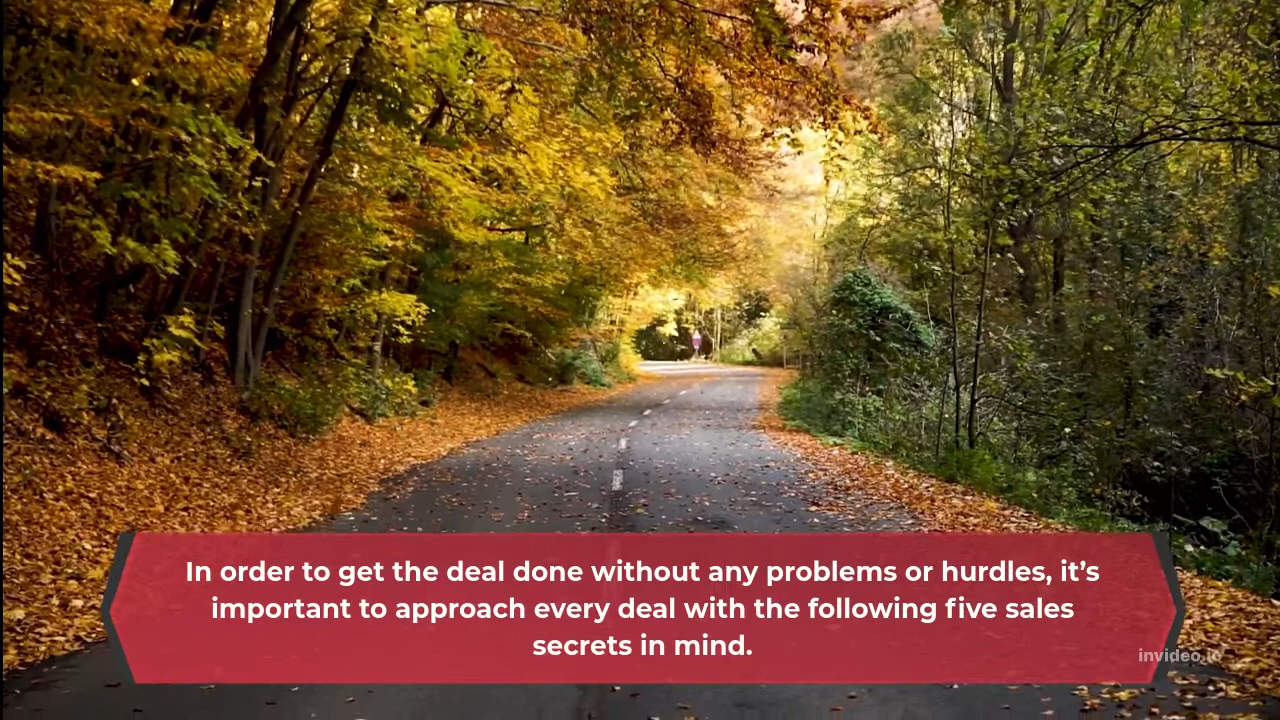 In order to get the deal done without any problems or hurdles, it’s
important to approach every deal with the following five sales
secrets in mind.
invideo.io